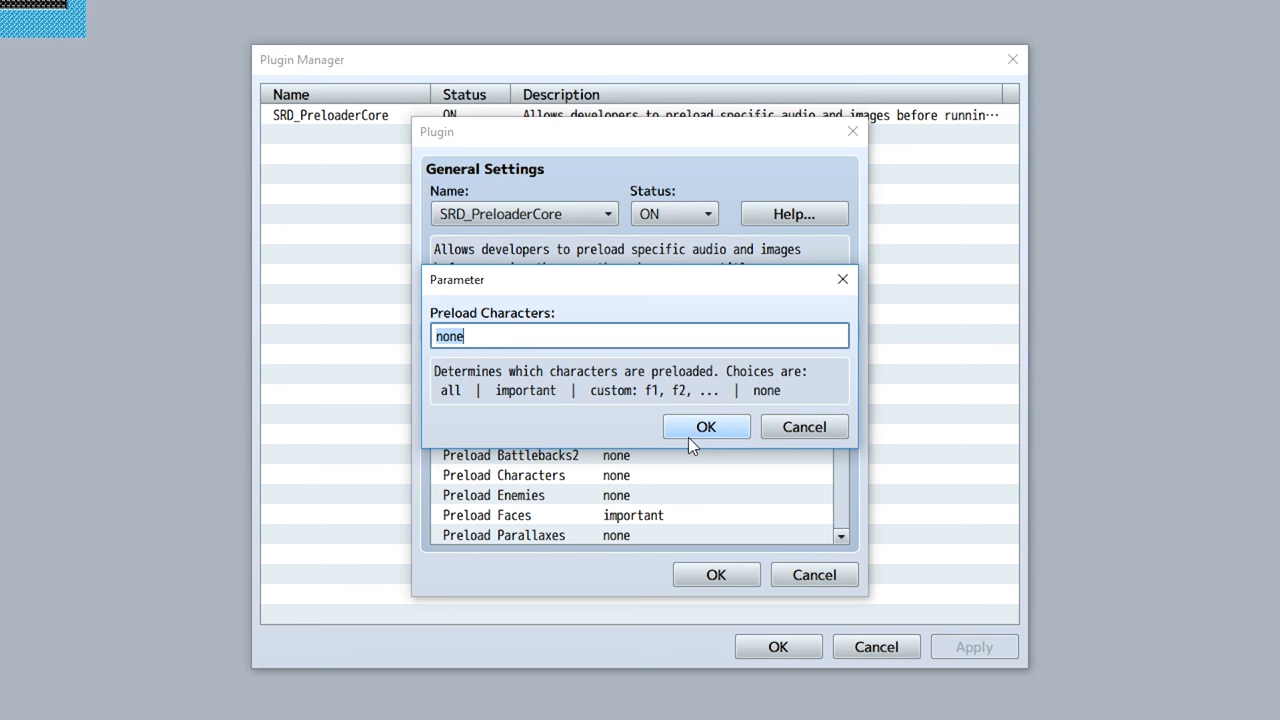 Plugin Manager
Name Status Description
SRD_PreloaderCore ON Allows developers to preload specific audio and images before runnin···
Plugin
General Settings
Name: Status:
SRD_PreloaderCore ON Help...
Allows developers to preload specific audio and images
Parameter
Preload Characters:
none
Determines which characters are preloaded. Choices are:
all | important | custom: f1, f2, ... | none
OK Cancel
Preload Battlebacks2 none
Preload Characters none
Preload Enemies none
Preload Faces important
Preload Parallaxes none
OK Cancel
OK Cancel Apply